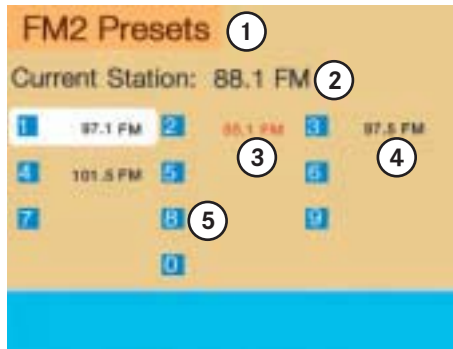 FM2 Presets 1
Current Station: 88.1 FM 2
1 97.1 FM 2 88.1 FM 3 97.5 FM
3 4
4 101.5 FM 5 6
7 8 5 9
0